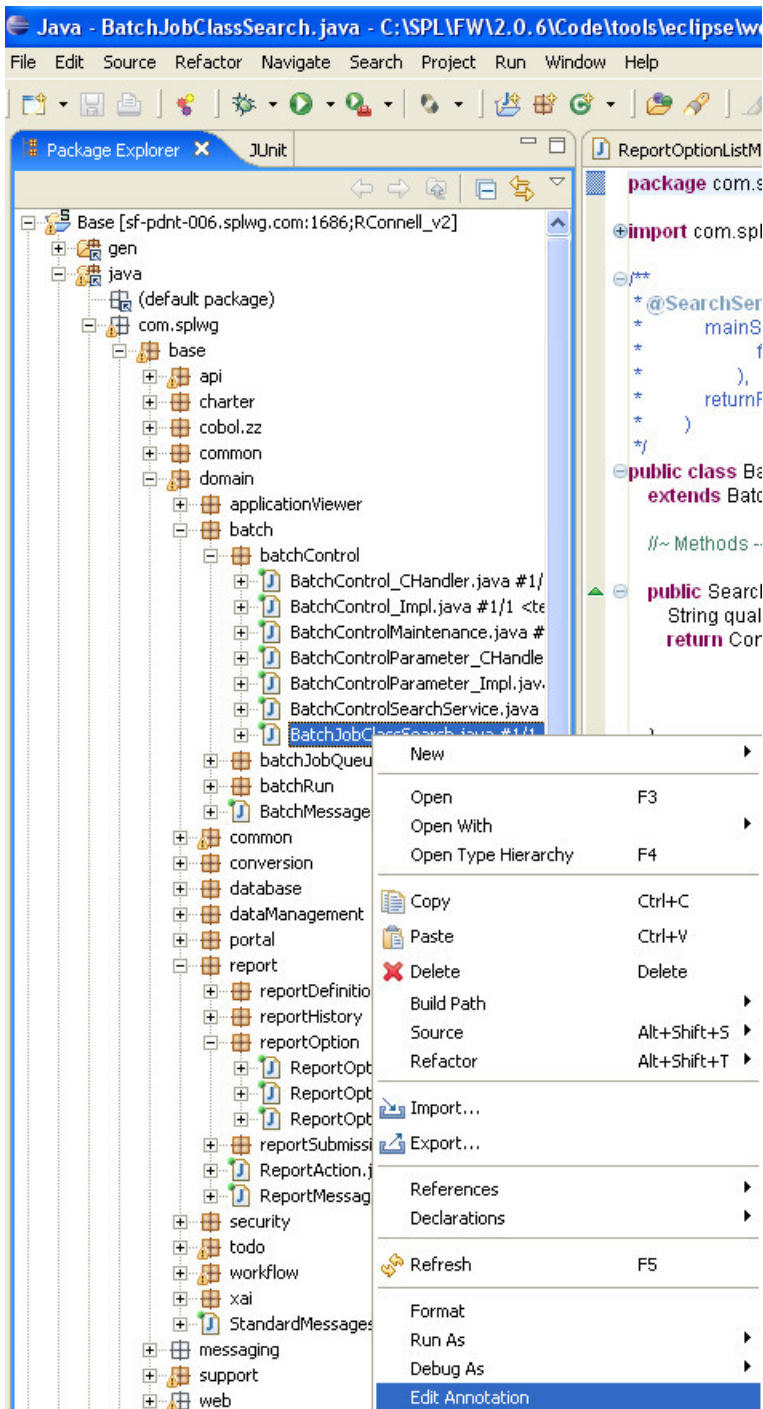 Java - BatchJobClassSearch.java - C:\SPL\FW\2.0.6\Code\tools\eclipse\we
File Edit Source Refactor Navigate Search Project Run Window Help
Package Explorer JUnit
ReportOptionListM
Base [sf-pdnt-006.splwg.com:1686;RConnell_v2]
gen
java
(default package)
com.splwg
base
api
charter
cobol.zz
common
domain
applicationViewer
batch
batchControl
BatchControl_CHandler.java #1/
BatchControl_Impl.java #1/1 <te
BatchControlMaintenance.java #
BatchControlParameter_CHandle
BatchControlParameter_Impl.jav
BatchControlSearchService.java
BatchJobClassSearch.java #1/1
batchJobQueu
batchRun
BatchMessage
common
conversion
database
dataManagement
portal
report
reportDefinitio
reportHistory
reportOption
ReportOpt
ReportOpt
ReportOpt
reportSubmissi
ReportAction.j
ReportMessag
security
todo
workflow
xai
StandardMessages
messaging
support
web
package com.s
import com.spl
/**
* @SearchSer
* mainS
* f
* ),
* returnF
* )
*/
public class Ba
extends Batc
//~ Methods --
public Search
String qual
return Con
New
Open F3
Open With
Open Type Hierarchy F4
Copy Ctrl+C
Paste Ctrl+V
Delete Delete
Build Path
Source Alt+Shift+S
Refactor Alt+Shift+T
Import...
Export...
References
Declarations
Refresh F5
Format
Run As
Debug As
Edit Annotation